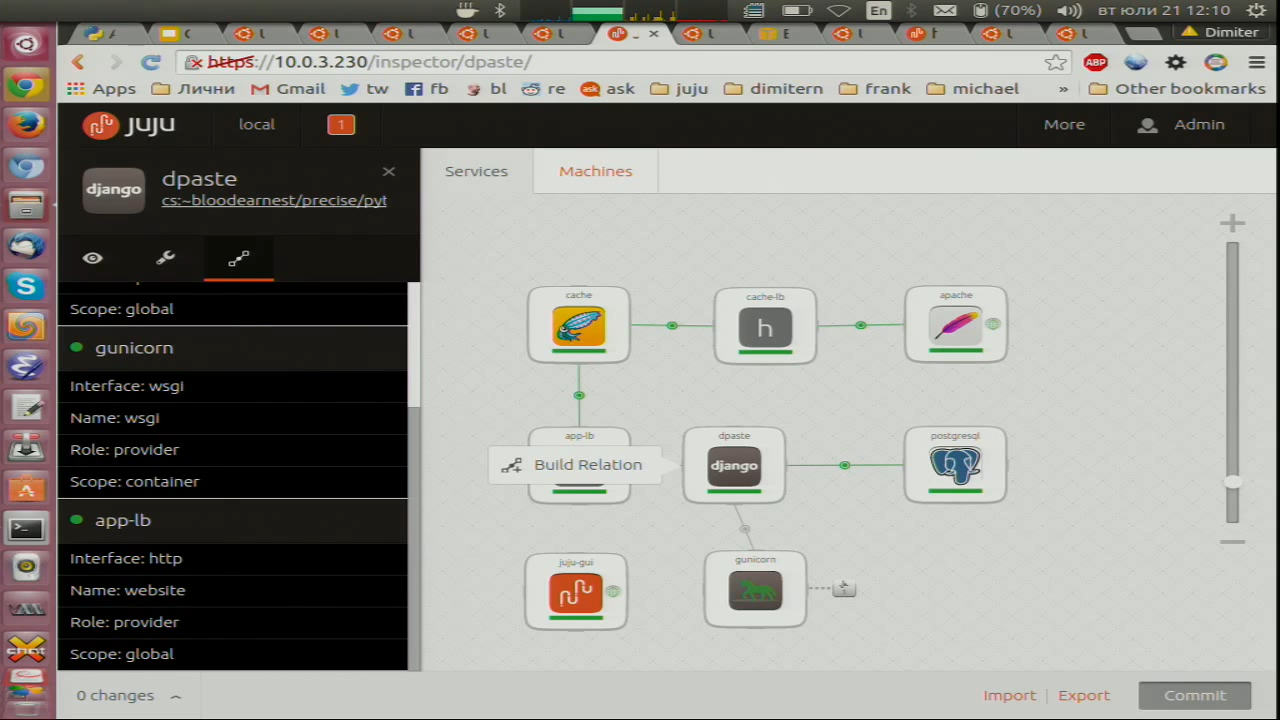 En
(70%)
вт юли 21 12:10
Dimiter
https://10.0.3.230/inspector/dpaste/
ABP
Apps
Лични
Gmail
tw
fb
bl
re
ask
ask
juju
dimitern
frank
michael
»
Other bookmarks
juju
local
1
More
Admin
django
dpaste
cs:~bloodearnest/precise/pyt
Services
Machines
Scope: global
gunicorn
Interface: wsgi
Name: wsgi
Role: provider
Scope: container
app-lb
Interface: http
Name: website
Role: provider
Scope: global
cache
cache-lb
h
apache
app-lb
dpaste
django
postgresql
Build Relation
juju-gui
gunicorn
0 changes
Import
Export
Commit